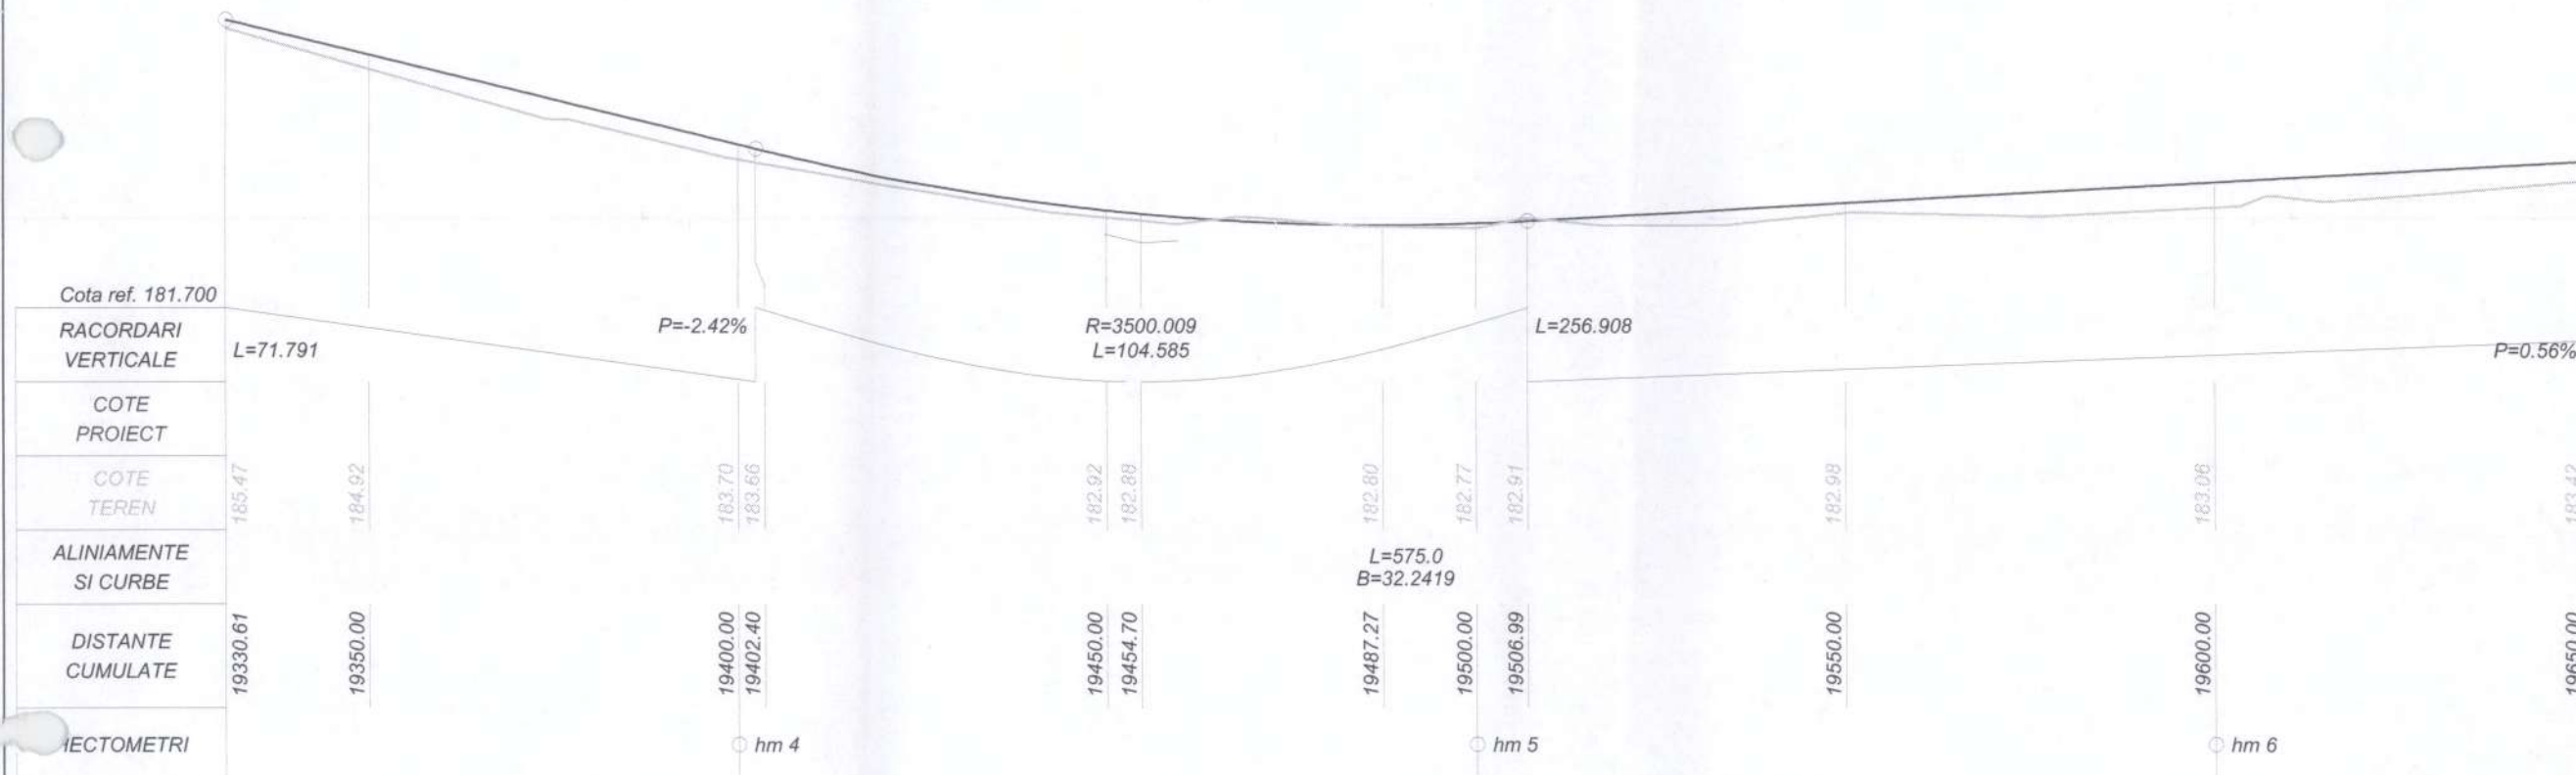 Cota ref. 181.700
RACORDARI
VERTICALE
L=71.791
P=-2.42%
R=3500.009
L=104.585
L=256.908
P=0.56%
COTE
PROIECT
COTE
TEREN
185.47
184.92
183.70
183.66
182.92
182.88
182.80
182.77
182.91
182.98
183.06
183.42
ALINIAMENTE
SI CURBE
L=575.0
B=32.2419
DISTANTE
CUMULATE
19330.61
19350.00
19400.00
19402.40
19450.00
19454.70
19487.27
19500.00
19506.99
19550.00
19600.00
19650.00
ECTOMETRI
hm 4
hm 5
hm 6